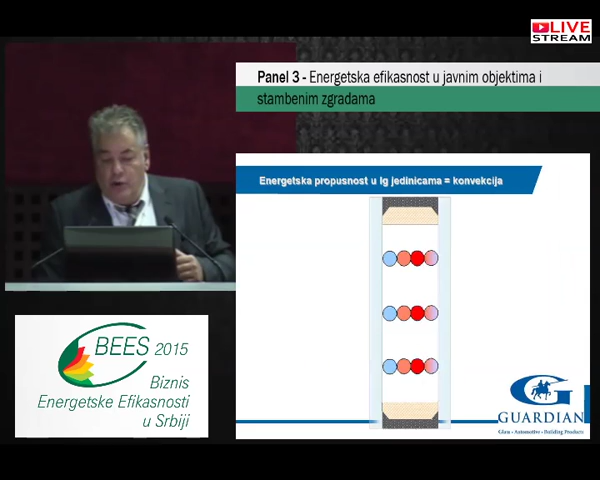 LIVE
STREAM
Panel 3 - Energetska efikasnost u javnim objektima i
stambenim zgradama
Energetska propusnost u Ig jedinicama = konvekcija
BEES 2015
Biznis
Energetske Efikasnosti
u Srbiji
GUARDIAN
Glass • Automotive • Building Products